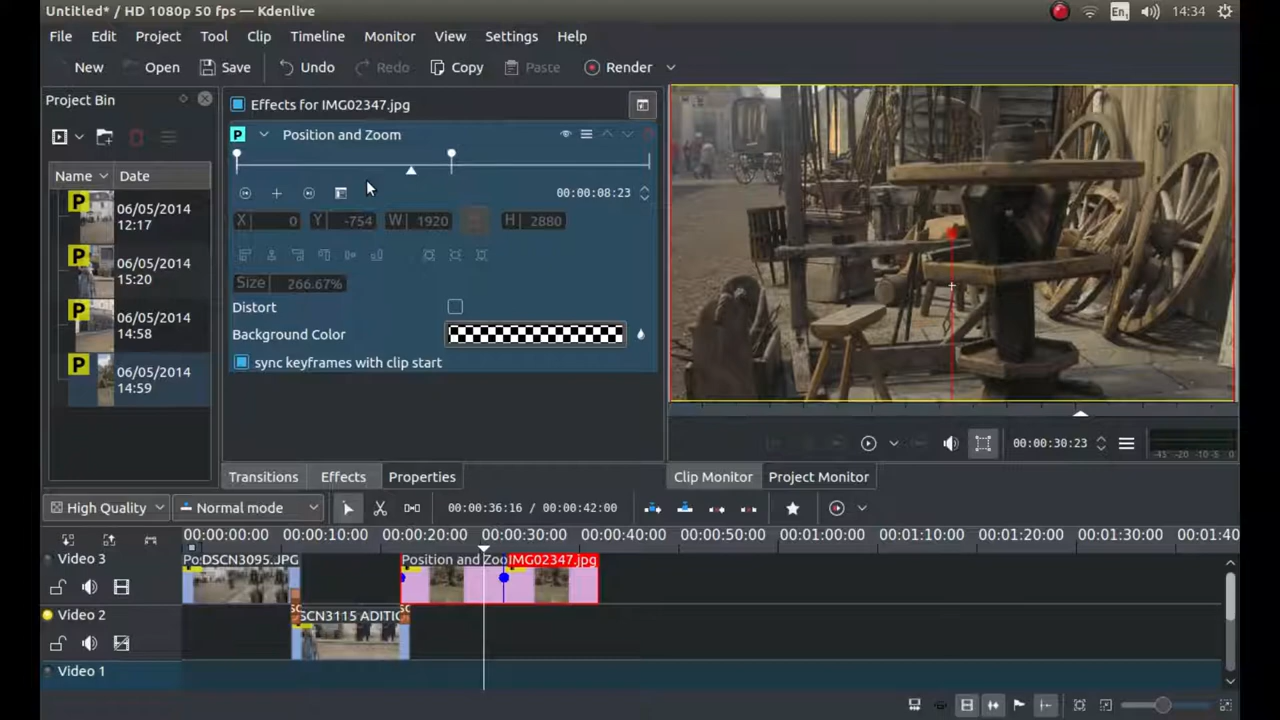 Untitled* / HD 1080p 50 fps — Kdenlive
En1 14:34
File Edit Project Tool Clip Timeline Monitor View Settings Help
New Open Save Undo Redo Copy Paste Render
Project Bin
Name Date
06/05/2014
12:17
06/05/2014
15:20
06/05/2014
14:58
06/05/2014
14:59
P
P
P
P
Effects for IMG02347.jpg
P Position and Zoom
00:00:08:23
X 0 Y -754 W 1920 H 2880
Size 266.67%
Distort
Background Color
sync keyframes with clip start
Transitions Effects Properties
00:00:30:23
-45 -20 -10 -5 0
Clip Monitor Project Monitor
High Quality Normal mode 00:00:36:16 / 00:00:42:00
00:00:00:00 00:00:10:00 00:00:20:00 00:00:30:00 00:00:40:00 00:00:50:00 00:01:00:00 00:01:10:00 00:01:20:00 00:01:30:00 00:01:40
Video 3
Po DSCN3095.JPG
Position and Zoo IMG02347.jpg
Video 2
SCN3115 ADITIC
Video 1